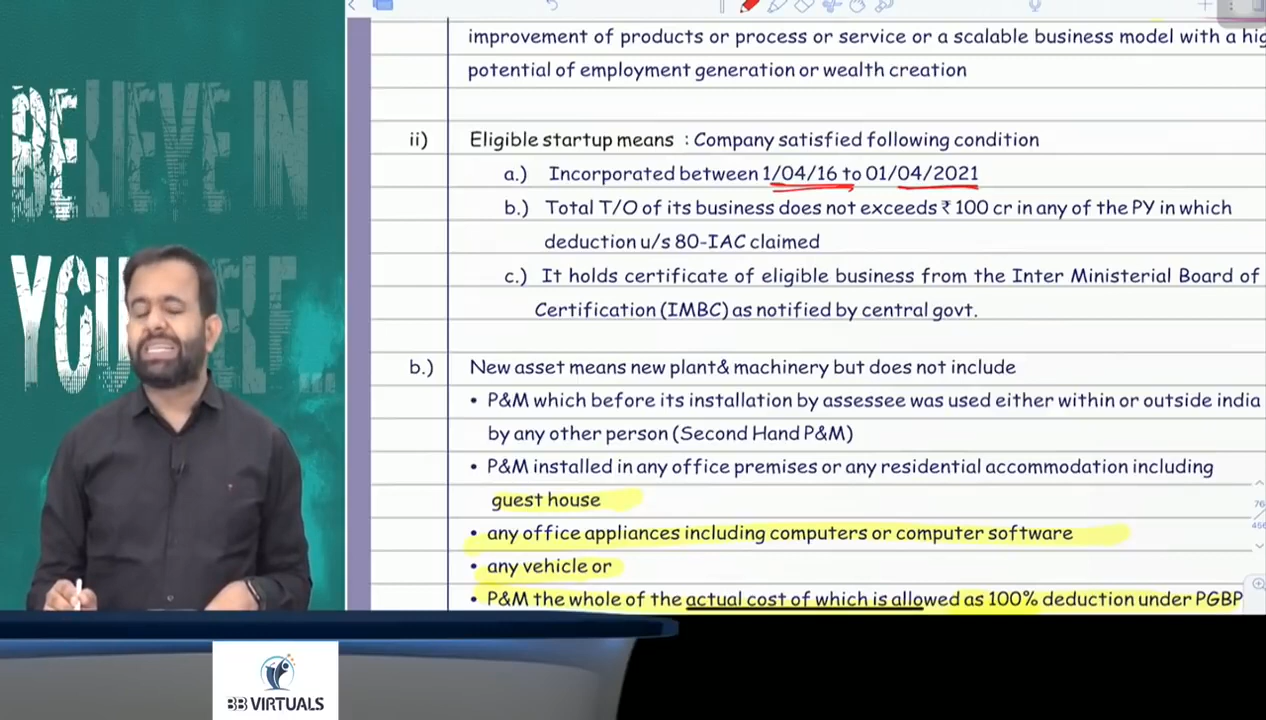 BELIEVE IN
YOURSELF...
improvement of products or process or service or a scalable business model with a hig
potential of employment generation or wealth creation
ii) Eligible startup means : Company satisfied following condition
a.) Incorporated between 1/04/16 to 01/04/2021
b.) Total T/O of its business does not exceeds ₹ 100 cr in any of the PY in which
deduction u/s 80-IAC claimed
c.) It holds certificate of eligible business from the Inter Ministerial Board of
Certification (IMBC) as notified by central govt.
b.) New asset means new plant& machinery but does not include
• P&M which before its installation by assessee was used either within or outside india
by any other person (Second Hand P&M)
• P&M installed in any office premises or any residential accommodation including
guest house
• any office appliances including computers or computer software
• any vehicle or
• P&M the whole of the actual cost of which is allowed as 100% deduction under PGBP
76
456
BB VIRTUALS